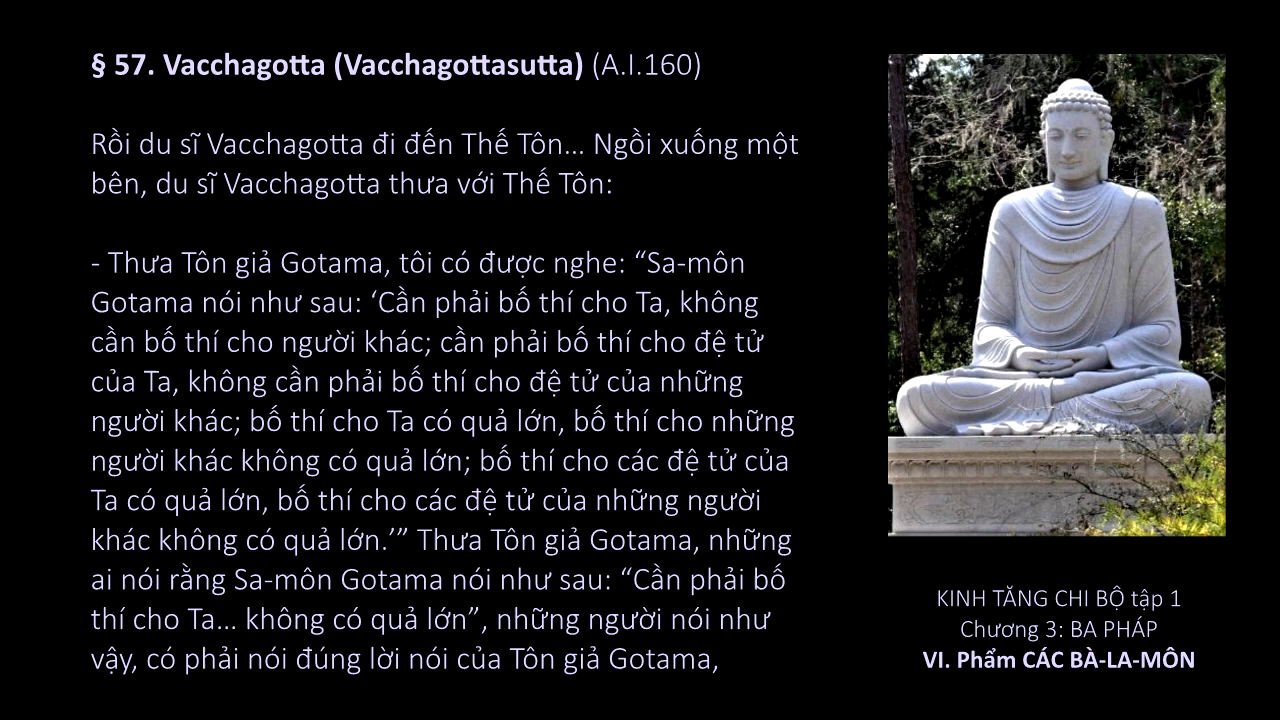 § 57. Vacchagotta (Vacchagottasutta) (A.I.160)
Rồi du sĩ Vacchagotta đi đến Thế Tôn… Ngồi xuống một
bên, du sĩ Vacchagotta thưa với Thế Tôn:
- Thưa Tôn giả Gotama, tôi có được nghe: “Sa-môn
Gotama nói như sau: ‘Cần phải bố thí cho Ta, không
cần bố thí cho người khác; cần phải bố thí cho đệ tử
của Ta, không cần phải bố thí cho đệ tử của những
người khác; bố thí cho Ta có quả lớn, bố thí cho những
người khác không có quả lớn; bố thí cho các đệ tử của
Ta có quả lớn, bố thí cho các đệ tử của những người
khác không có quả lớn.’” Thưa Tôn giả Gotama, những
ai nói rằng Sa-môn Gotama nói như sau: “Cần phải bố
thí cho Ta… không có quả lớn”, những người nói như
vậy, có phải nói đúng lời nói của Tôn giả Gotama,
KINH TĂNG CHI BỘ tập 1
Chương 3: BA PHÁP
VI. Phẩm CÁC BÀ-LA-MÔN